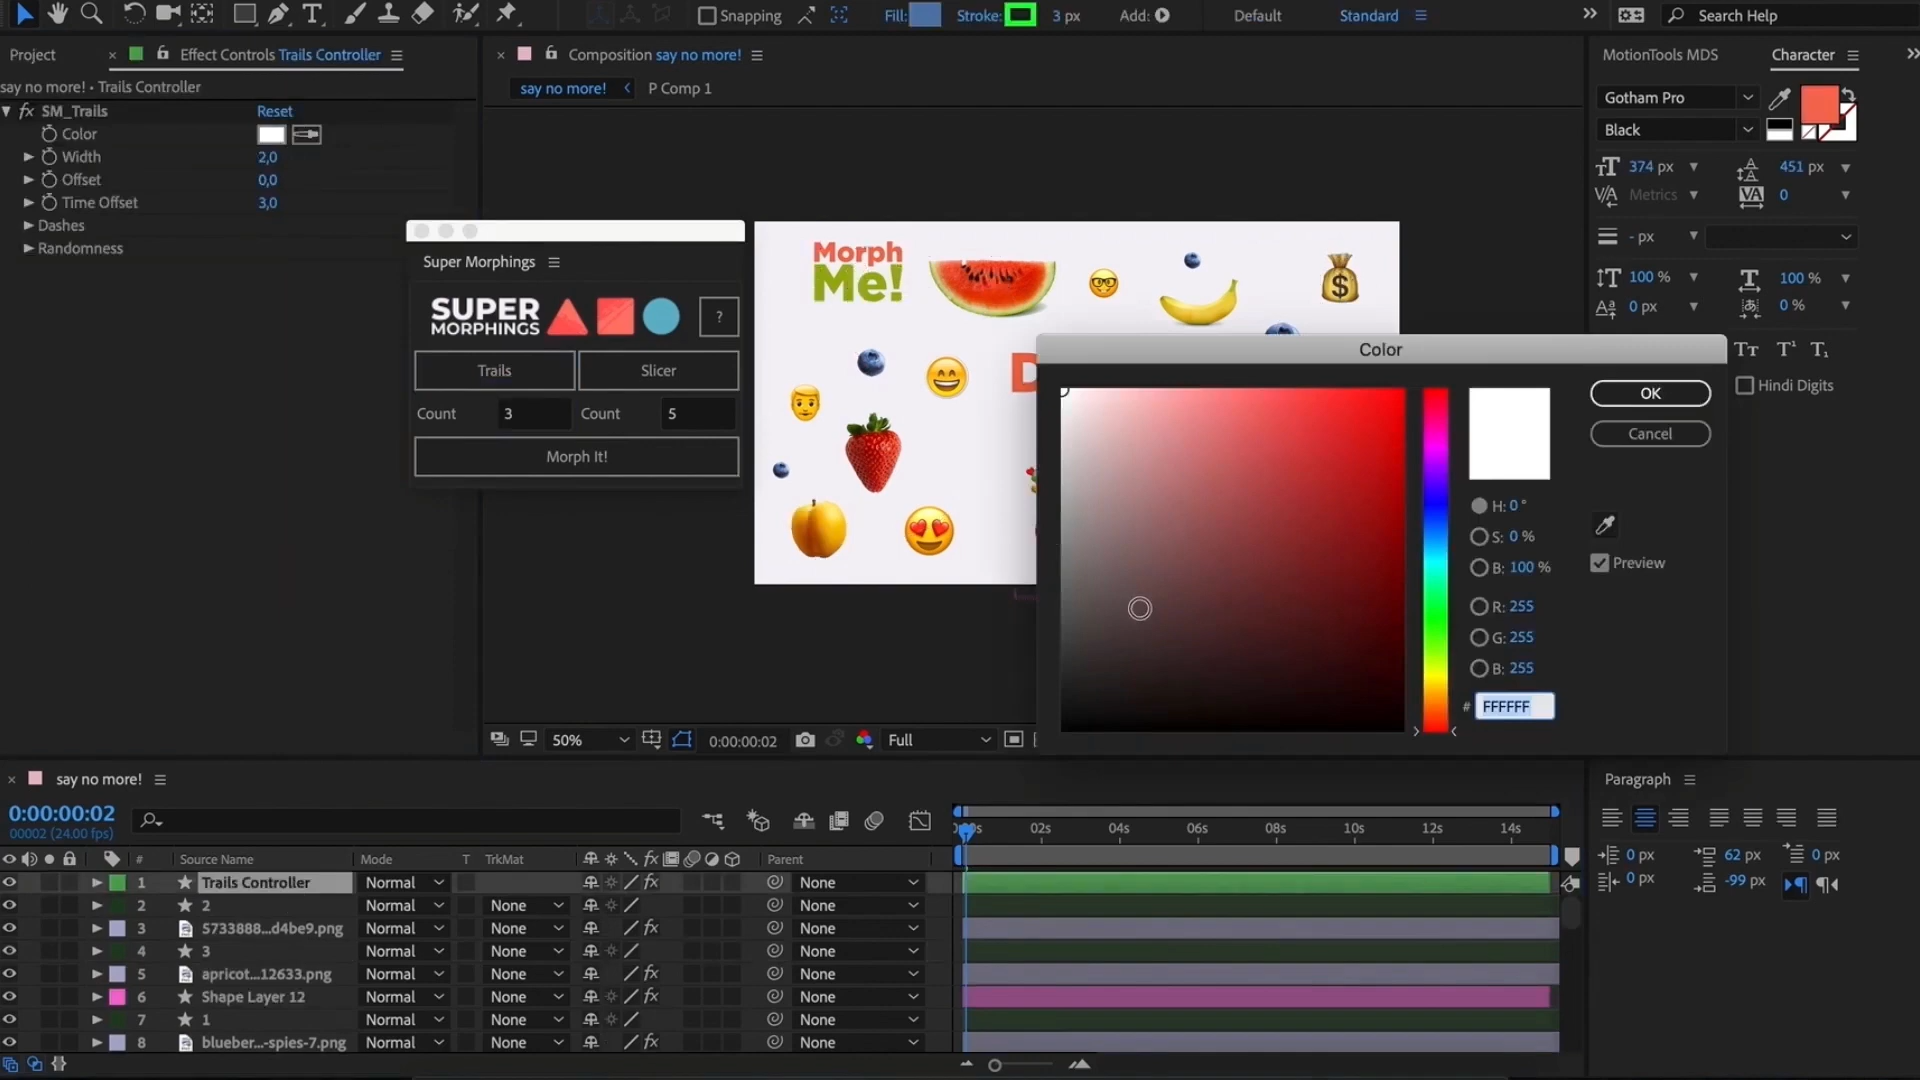 Snapping
Fill:
Stroke:
3 px
Add:
Default
Standard
Search Help
Project
Effect Controls Trails Controller
Composition say no more!
MotionTools MDS
Character
say no more! • Trails Controller
say no more!
P Comp 1
fx SM_Trails
Reset
Color
Width
2,0
Offset
0,0
Time Offset
3,0
Dashes
Randomness
Super Morphings
SUPER
MORPHINGS
?
Trails
Slicer
Count
3
Count
5
Morph It!
Morph
Me!
$
D
Gotham Pro
Black
374 px
451 px
Metrics
0
- px
100 %
100 %
0 px
0 %
Hindi Digits
Color
OK
Cancel
H: 0 °
S: 0 %
B: 100 %
Preview
R: 255
G: 255
B: 255
# FFFFFF
50%
0:00:00:02
Full
say no more!
0:00:00:02
00002 (24.00 fps)
02s
04s
06s
08s
10s
12s
14s
# Source Name Mode T TrkMat fx Parent
1 Trails Controller Normal fx None
2 2 Normal None None
3 5733888...d4be9.png Normal None fx None
4 3 Normal None None
5 apricot...12633.png Normal None fx None
6 Shape Layer 12 Normal None fx None
7 1 Normal None None
8 blueber...-spies-7.png Normal None fx None
Paragraph
0 px
62 px
0 px
0 px
-99 px